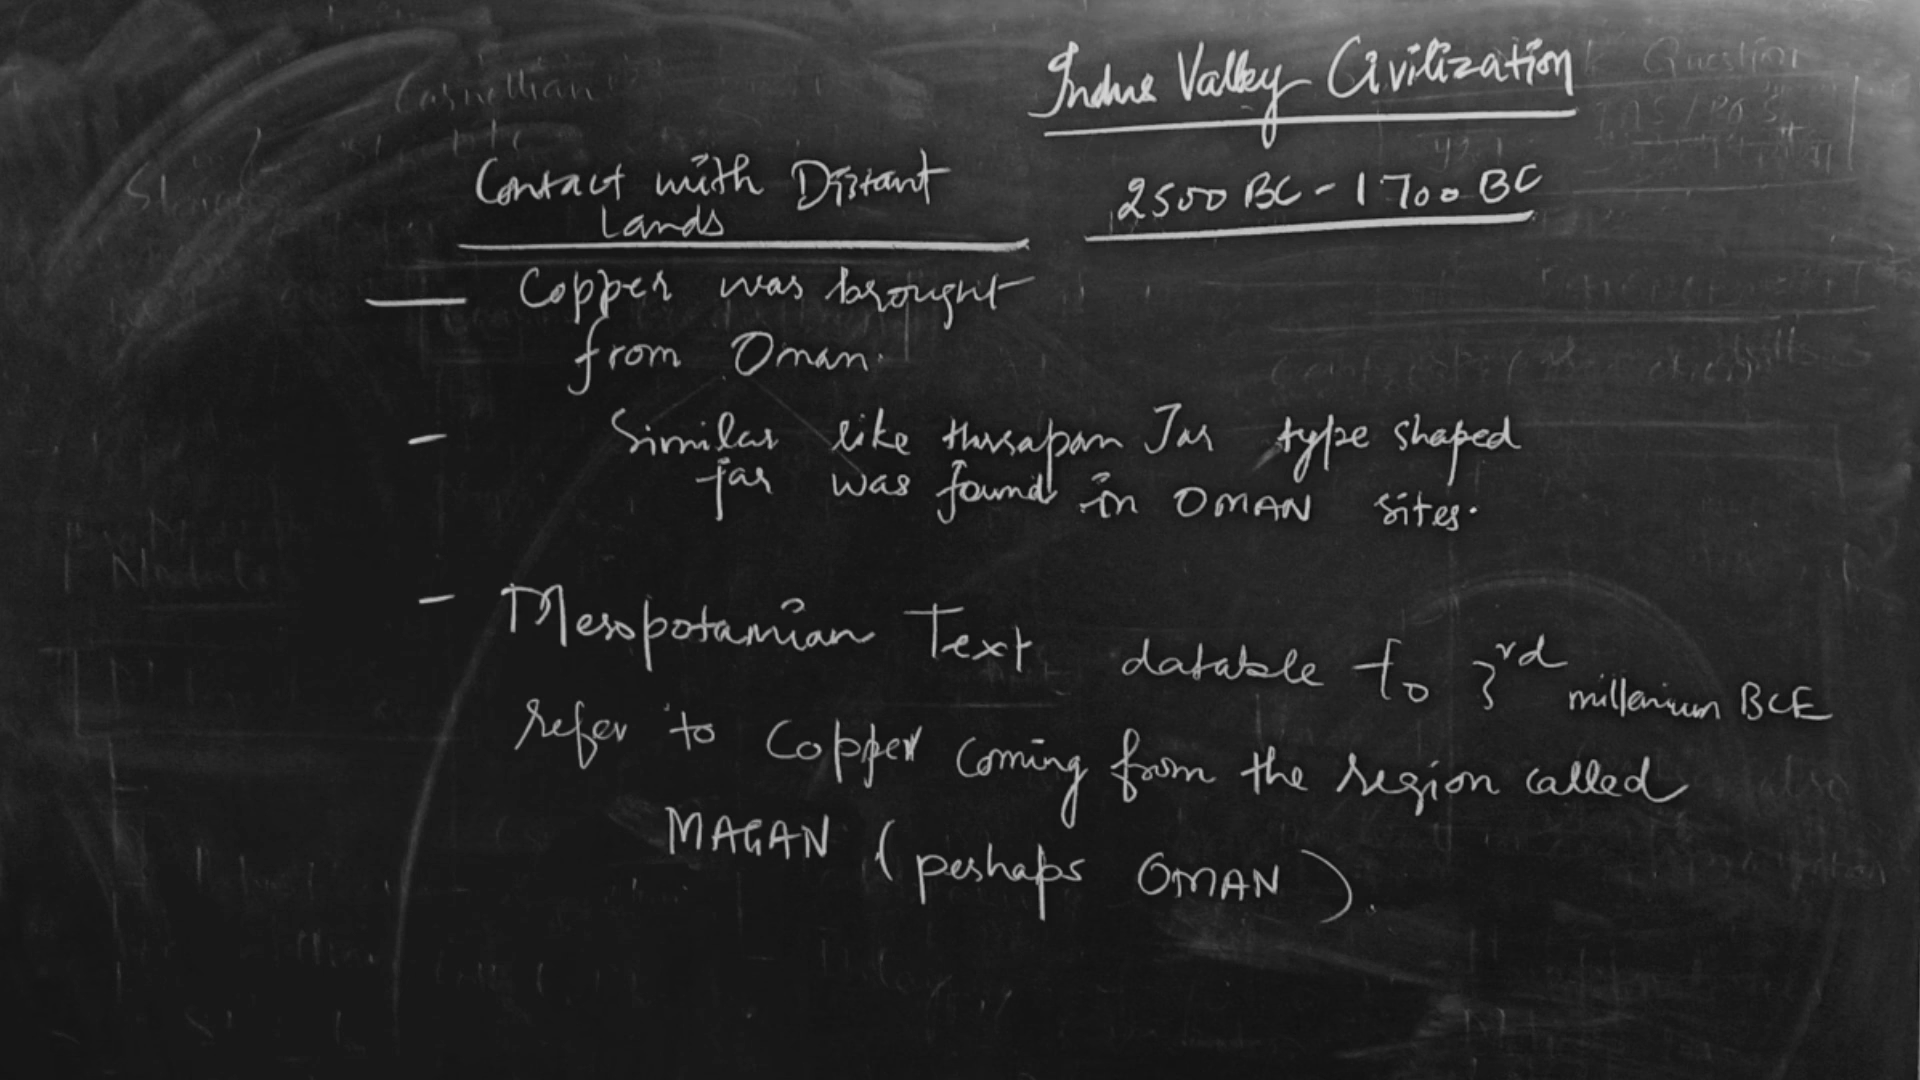 Indus Valley Civilization
2500 BC - 1700 BC
Contact with Distant
Lands
— Copper was brought
from Oman.
- Similar like Harrapan Jar type shaped
jar was found in OMAN sites.
- Mesopotamian Text datable to 3rd millenium BCE
refer to Copper coming from the region called
MAGAN (perhaps OMAN).